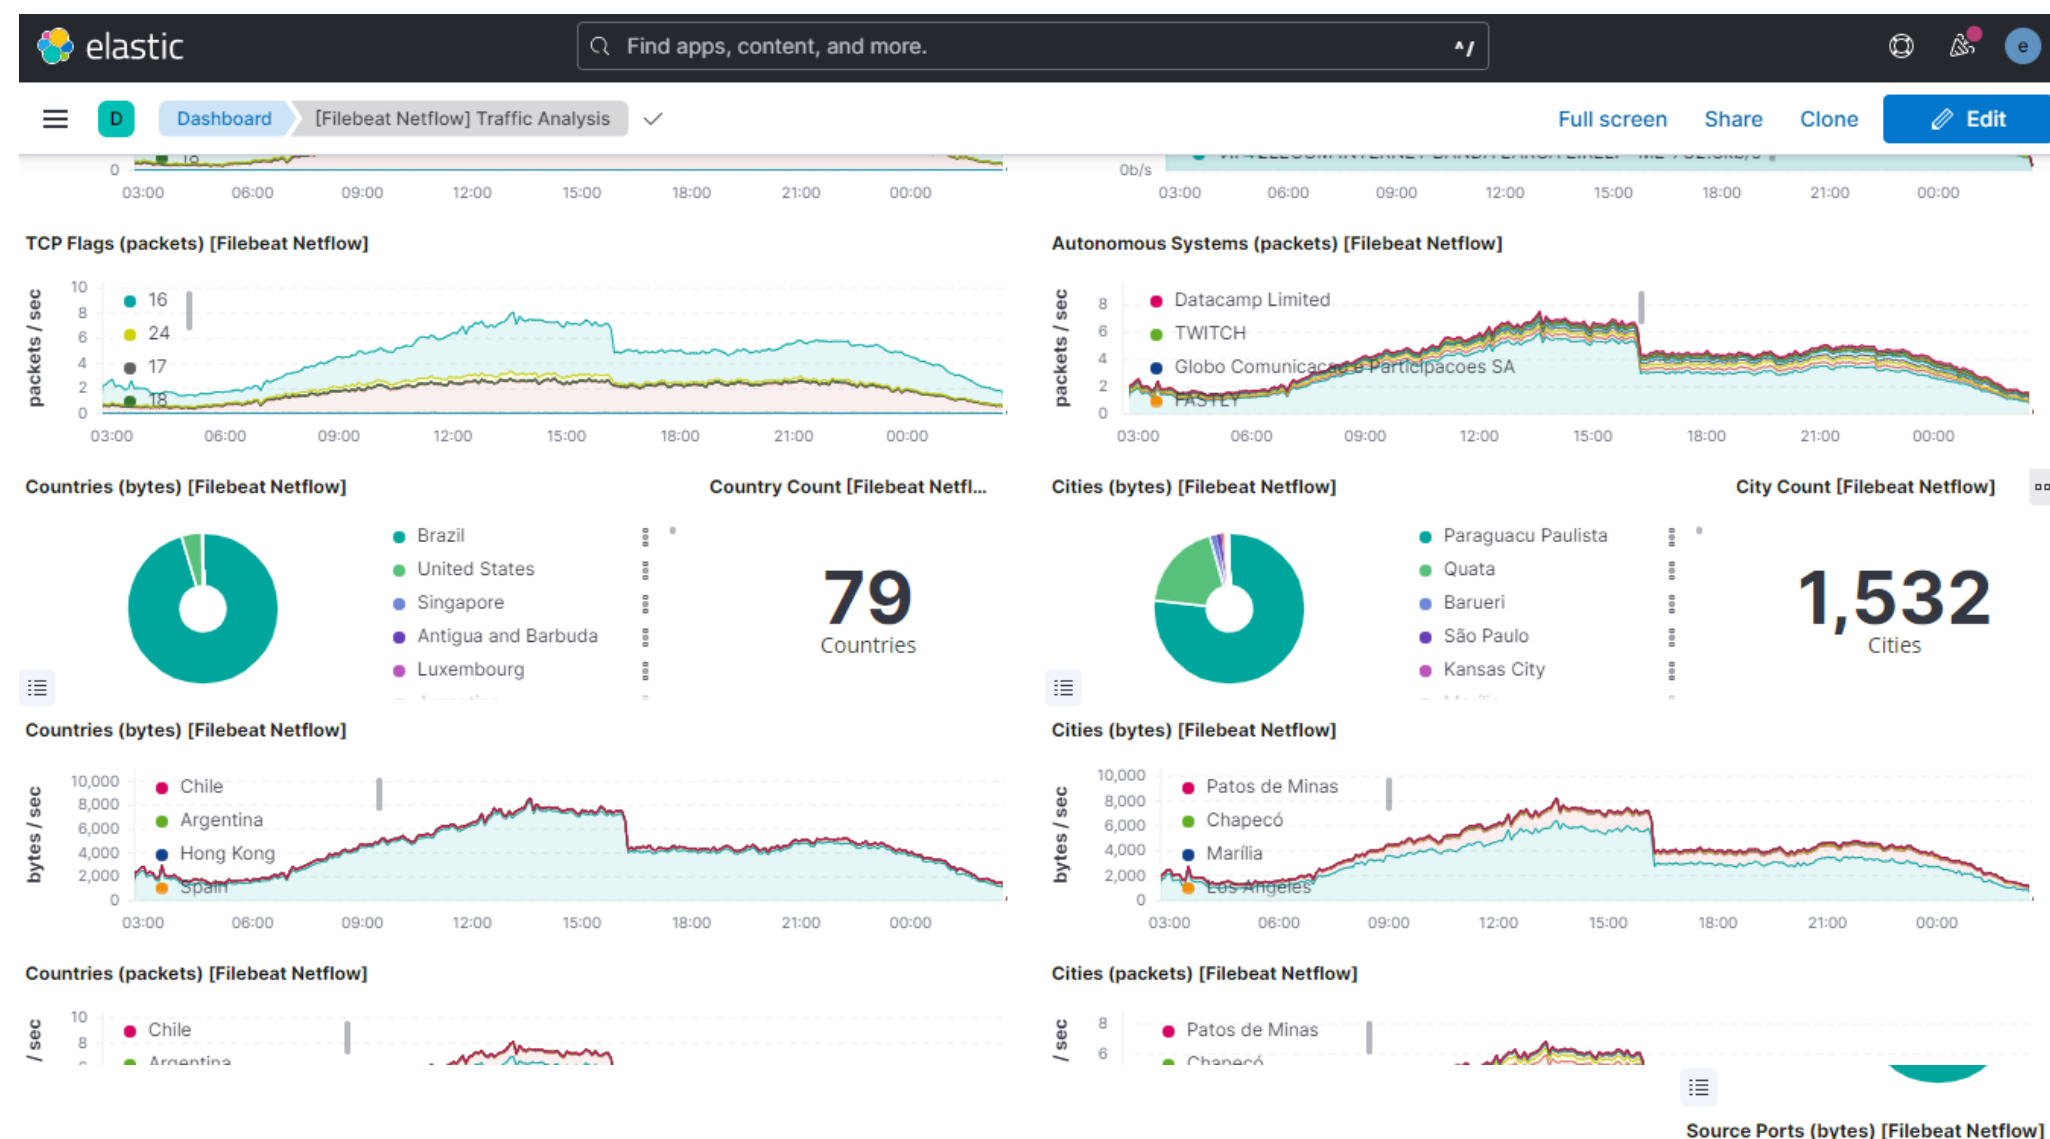 elastic
Find apps, content, and more.
^/
e
D
Dashboard
[Filebeat Netflow] Traffic Analysis
Full screen
Share
Clone
Edit
0
18
03:00 06:00 09:00 12:00 15:00 18:00 21:00 00:00
0b/s
03:00 06:00 09:00 12:00 15:00 18:00 21:00 00:00
TCP Flags (packets) [Filebeat Netflow]
packets / sec
10
8
6
4
2
0
16
24
17
18
03:00 06:00 09:00 12:00 15:00 18:00 21:00 00:00
Autonomous Systems (packets) [Filebeat Netflow]
packets / sec
8
6
4
2
0
Datacamp Limited
TWITCH
Globo Comunicacao e Participacoes SA
FASTLY
03:00 06:00 09:00 12:00 15:00 18:00 21:00 00:00
Countries (bytes) [Filebeat Netflow]
Brazil
United States
Singapore
Antigua and Barbuda
Luxembourg
Country Count [Filebeat Netfl...
79
Countries
Cities (bytes) [Filebeat Netflow]
Paraguacu Paulista
Quata
Barueri
São Paulo
Kansas City
City Count [Filebeat Netflow]
1,532
Cities
Countries (bytes) [Filebeat Netflow]
bytes / sec
10,000
8,000
6,000
4,000
2,000
0
Chile
Argentina
Hong Kong
Spain
03:00 06:00 09:00 12:00 15:00 18:00 21:00 00:00
Cities (bytes) [Filebeat Netflow]
bytes / sec
10,000
8,000
6,000
4,000
2,000
0
Patos de Minas
Chapecó
Marília
Los Angeles
03:00 06:00 09:00 12:00 15:00 18:00 21:00 00:00
Countries (packets) [Filebeat Netflow]
/ sec
10
8
Chile
Argentina
Cities (packets) [Filebeat Netflow]
/ sec
8
6
Patos de Minas
Chapecó
Source Ports (bytes) [Filebeat Netflow]